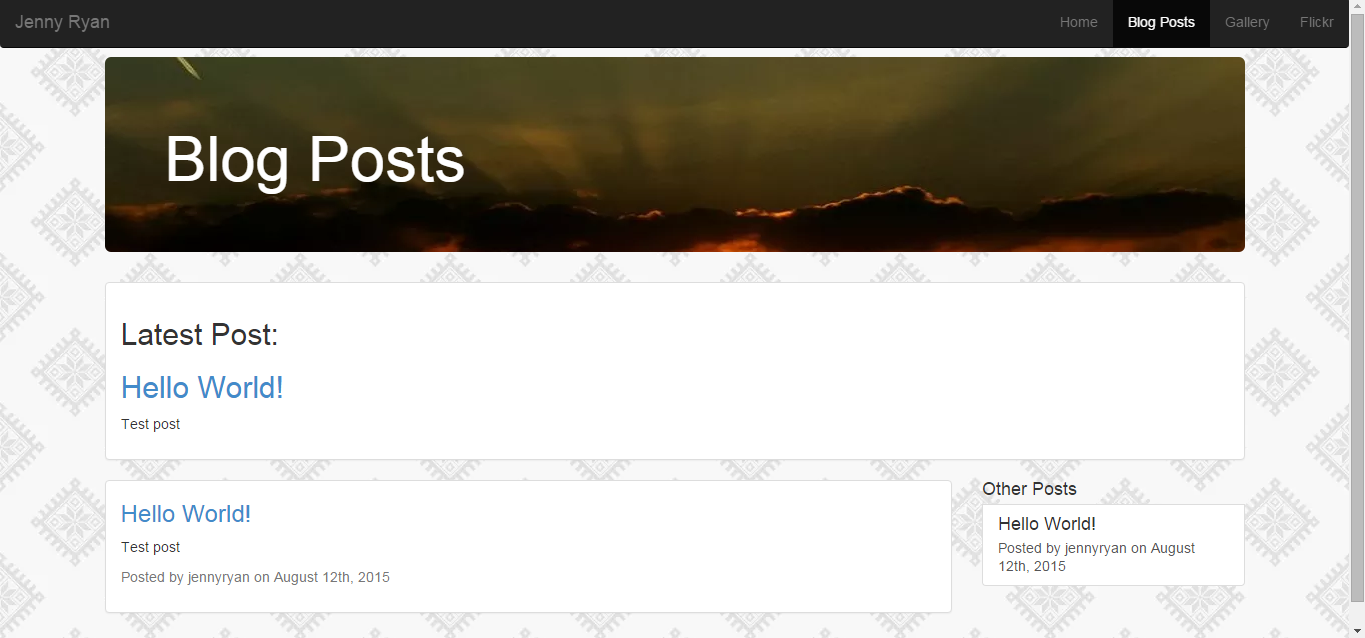 Jenny Ryan
Home
Blog Posts
Gallery
Flickr
Blog Posts
Latest Post:
Hello World!
Test post
Hello World!
Test post
Posted by jennyryan on August 12th, 2015
Other Posts
Hello World!
Posted by jennyryan on August
12th, 2015